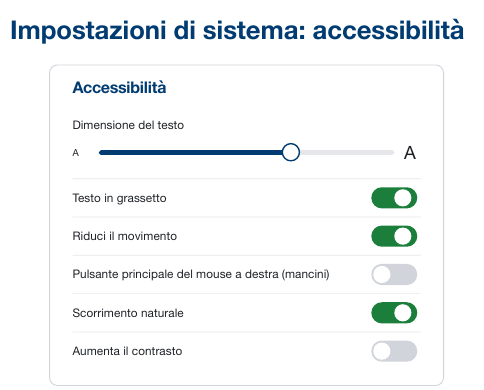 Impostazioni di sistema: accessibilità
Accessibilità
Dimensione del testo
A A
Testo in grassetto
Riduci il movimento
Pulsante principale del mouse a destra (mancini)
Scorrimento naturale
Aumenta il contrasto